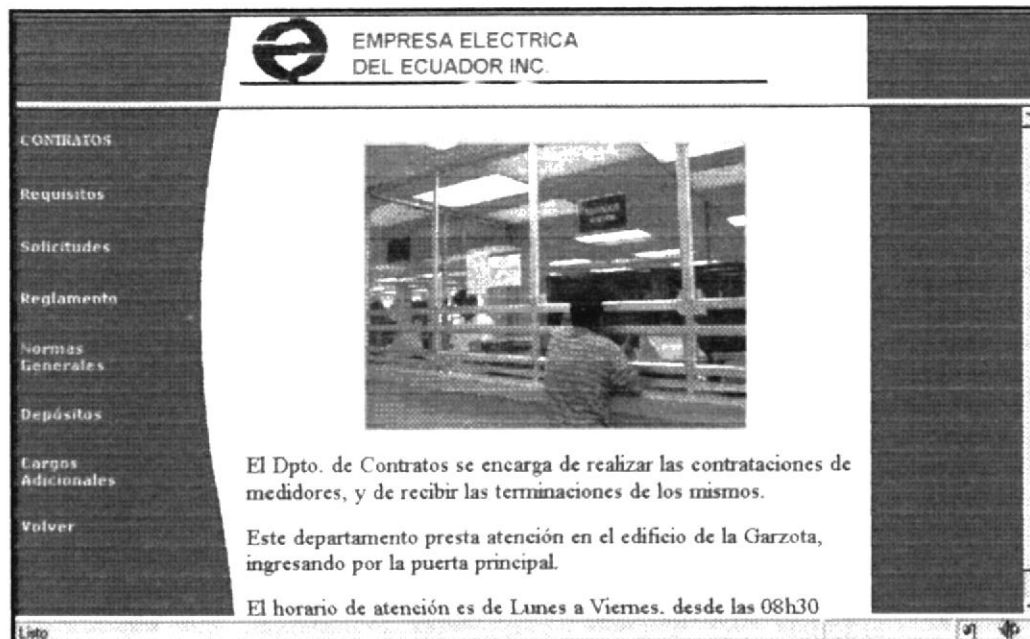 EMPRESA ELECTRICA
DEL ECUADOR INC.
CONTRATOS
Requisitos
Solicitudes
Reglamento
Normas
Generales
Depósitos
Cargos
Adicionales
Volver
El Dpto. de Contratos se encarga de realizar las contrataciones de
medidores, y de recibir las terminaciones de los mismos.
Este departamento presta atención en el edificio de la Garzota,
ingresando por la puerta principal.
El horario de atención es de Lunes a Viernes. desde las 08h30
Listo